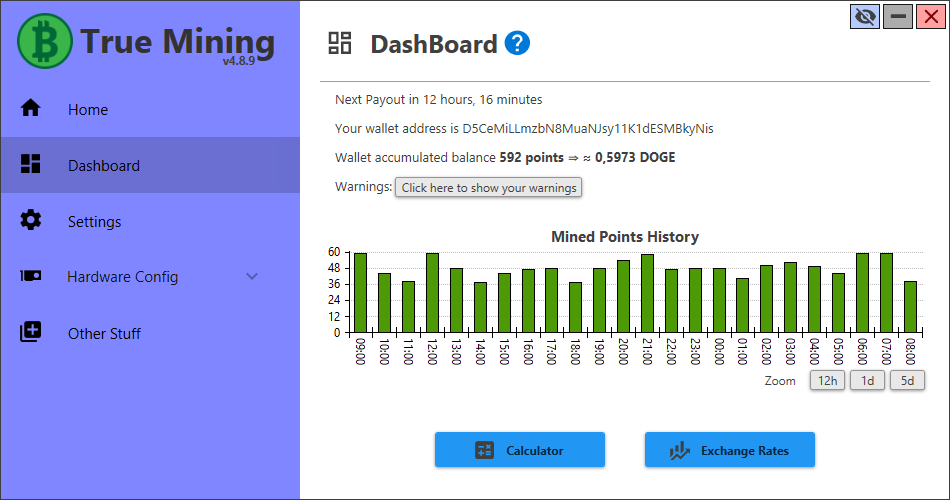 True Mining
v4.8.9
Home
Dashboard
Settings
Hardware Config
Other Stuff
DashBoard ?
Next Payout in 12 hours, 16 minutes
Your wallet address is D5CeMiLLmzbN8MuaNJsy11K1dESMBkyNis
Wallet accumulated balance 592 points ⇒ ≈ 0,5973 DOGE
Warnings: Click here to show your warnings
Mined Points History
60
48
36
24
12
0
09:00 10:00 11:00 12:00 13:00 14:00 15:00 16:00 17:00 18:00 19:00 20:00 21:00 22:00 23:00 00:00 01:00 02:00 03:00 04:00 05:00 06:00 07:00 08:00
Zoom 12h 1d 5d
Calculator Exchange Rates